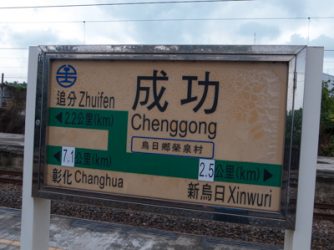 追分 Zhuifen
成功
2.2公里(km)
Chenggong
烏日鄉榮泉村
7.1公里(km)
2.5公里(km)
彰化 Changhua
新烏日 Xinwuri